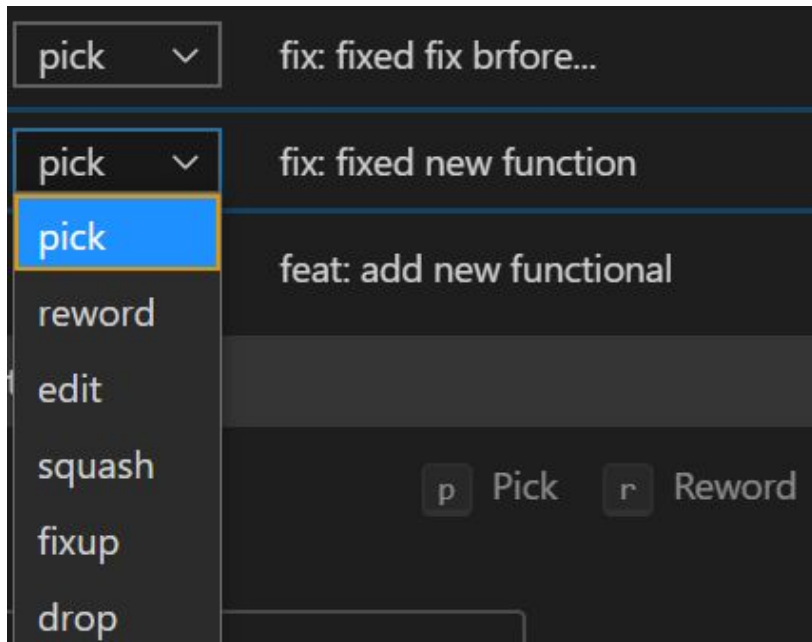 pick fix: fixed fix brfore...
pick fix: fixed new function
pick
feat: add new functional
reword
edit
squash
p Pick r Reword
fixup
drop